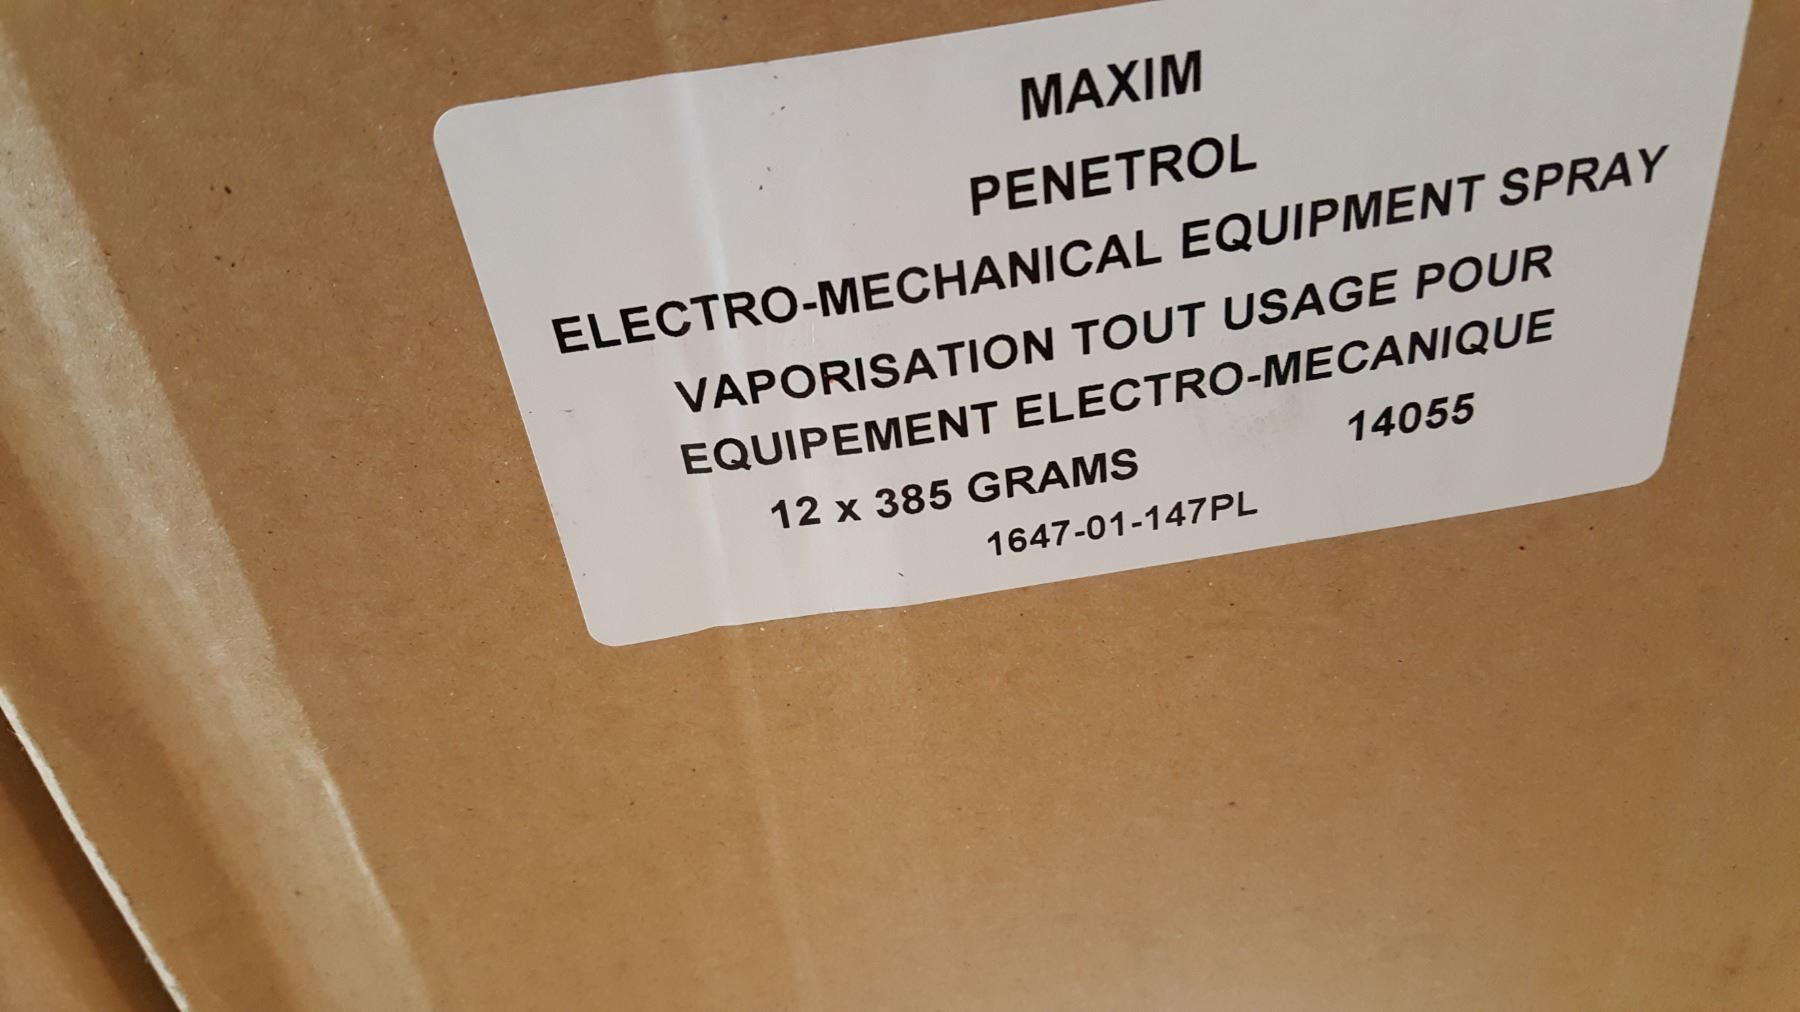 MAXIM
PENETROL
ELECTRO-MECHANICAL EQUIPMENT SPRAY
VAPORISATION TOUT USAGE POUR
EQUIPEMENT ELECTRO-MECANIQUE
12 x 385 GRAMS 14055
1647-01-147PL